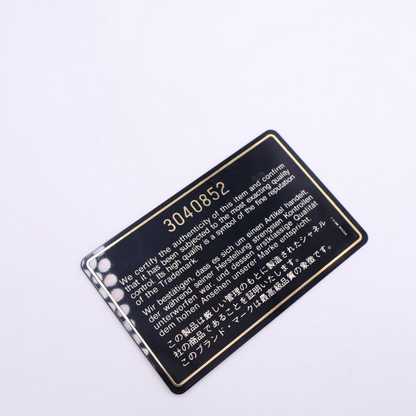 3040852
We certify the authenticity of this item and confirm
that it has been subjected to the most exacting quality
control. Its high quality is a symbol of the fine reputation
of the Trademark.
Wir bestätigen, dass es sich um einen Artikel handelt,
der während seiner Herstellung strengsten Kontrollen
unterworfen war und dessen erstklassige Qualität
dem hohen Ansehen unserer Marke entspricht.
この製品は厳しい管理のもとに製造されたシャネル
社の商品であることを証明いたします。
このブランド・マークは最高級品質の象徴です。